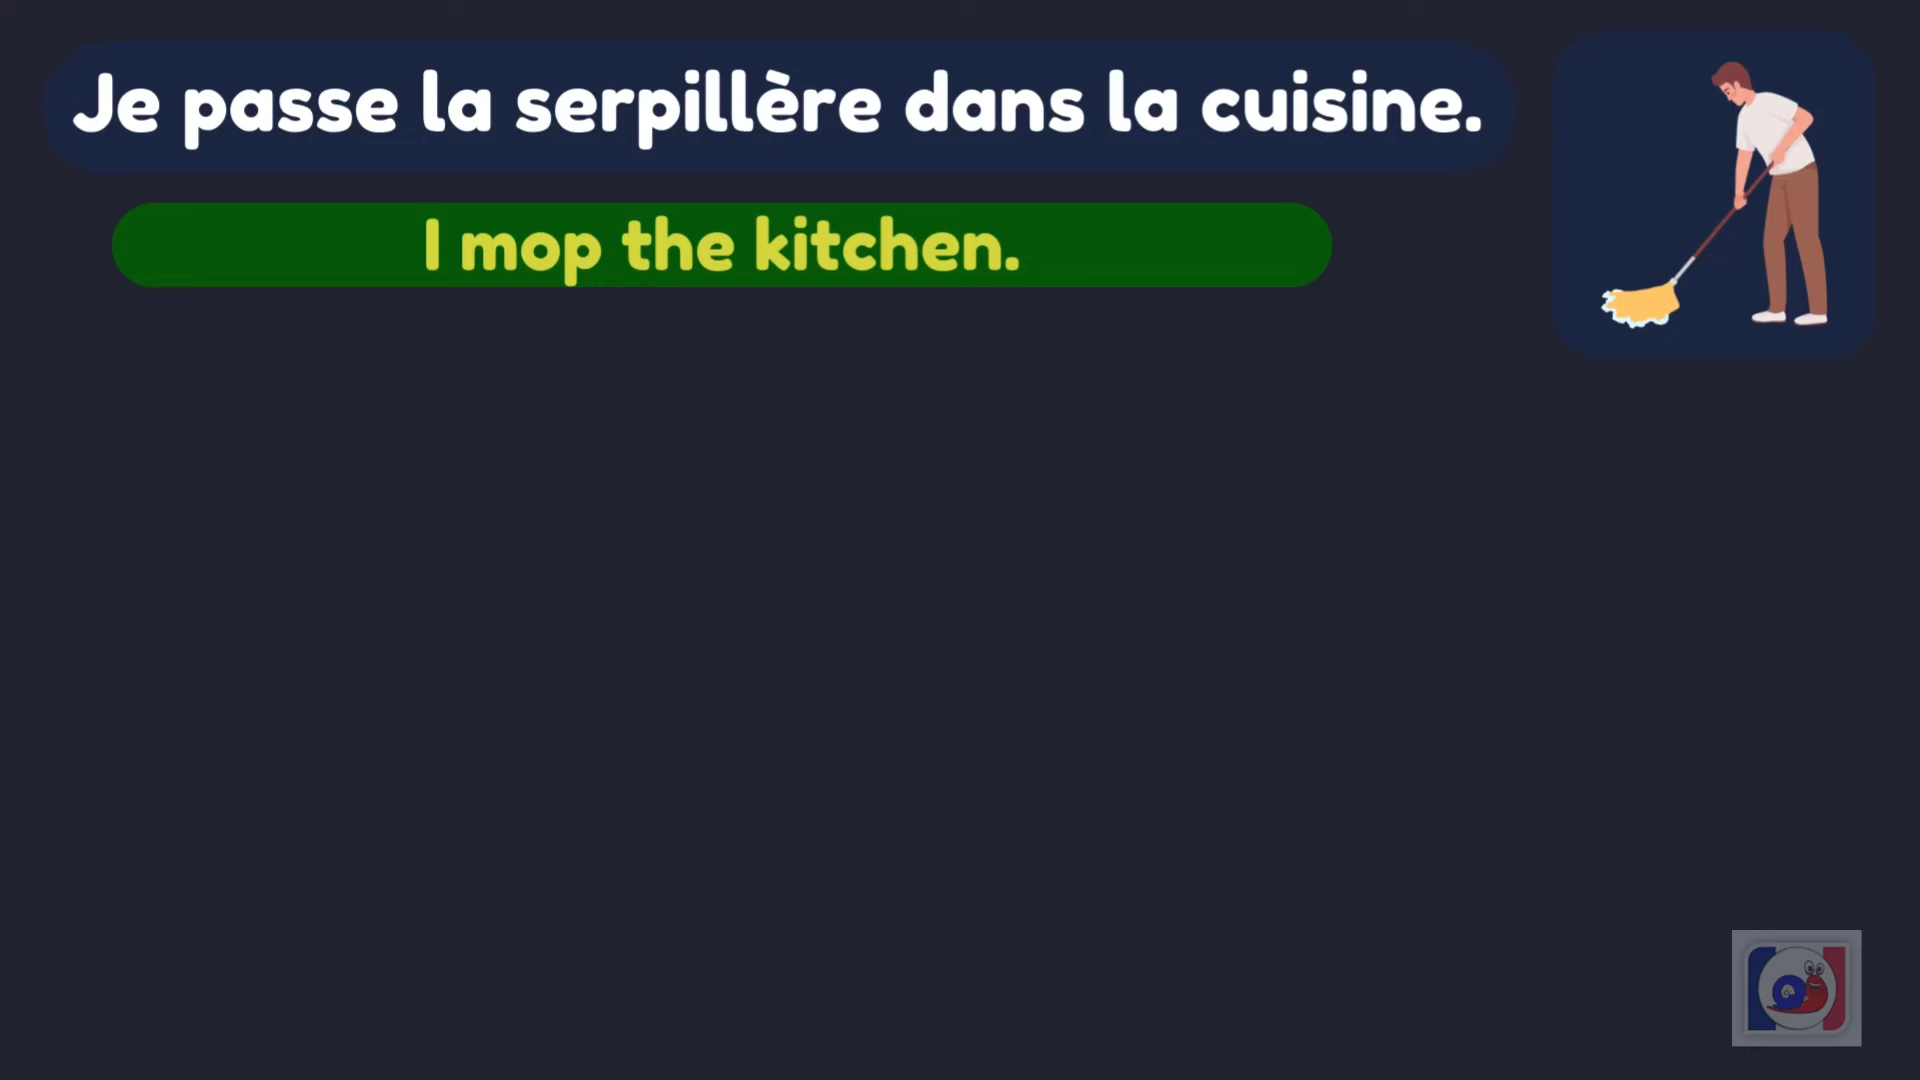 Je passe la serpillère dans la cuisine.
I mop the kitchen.